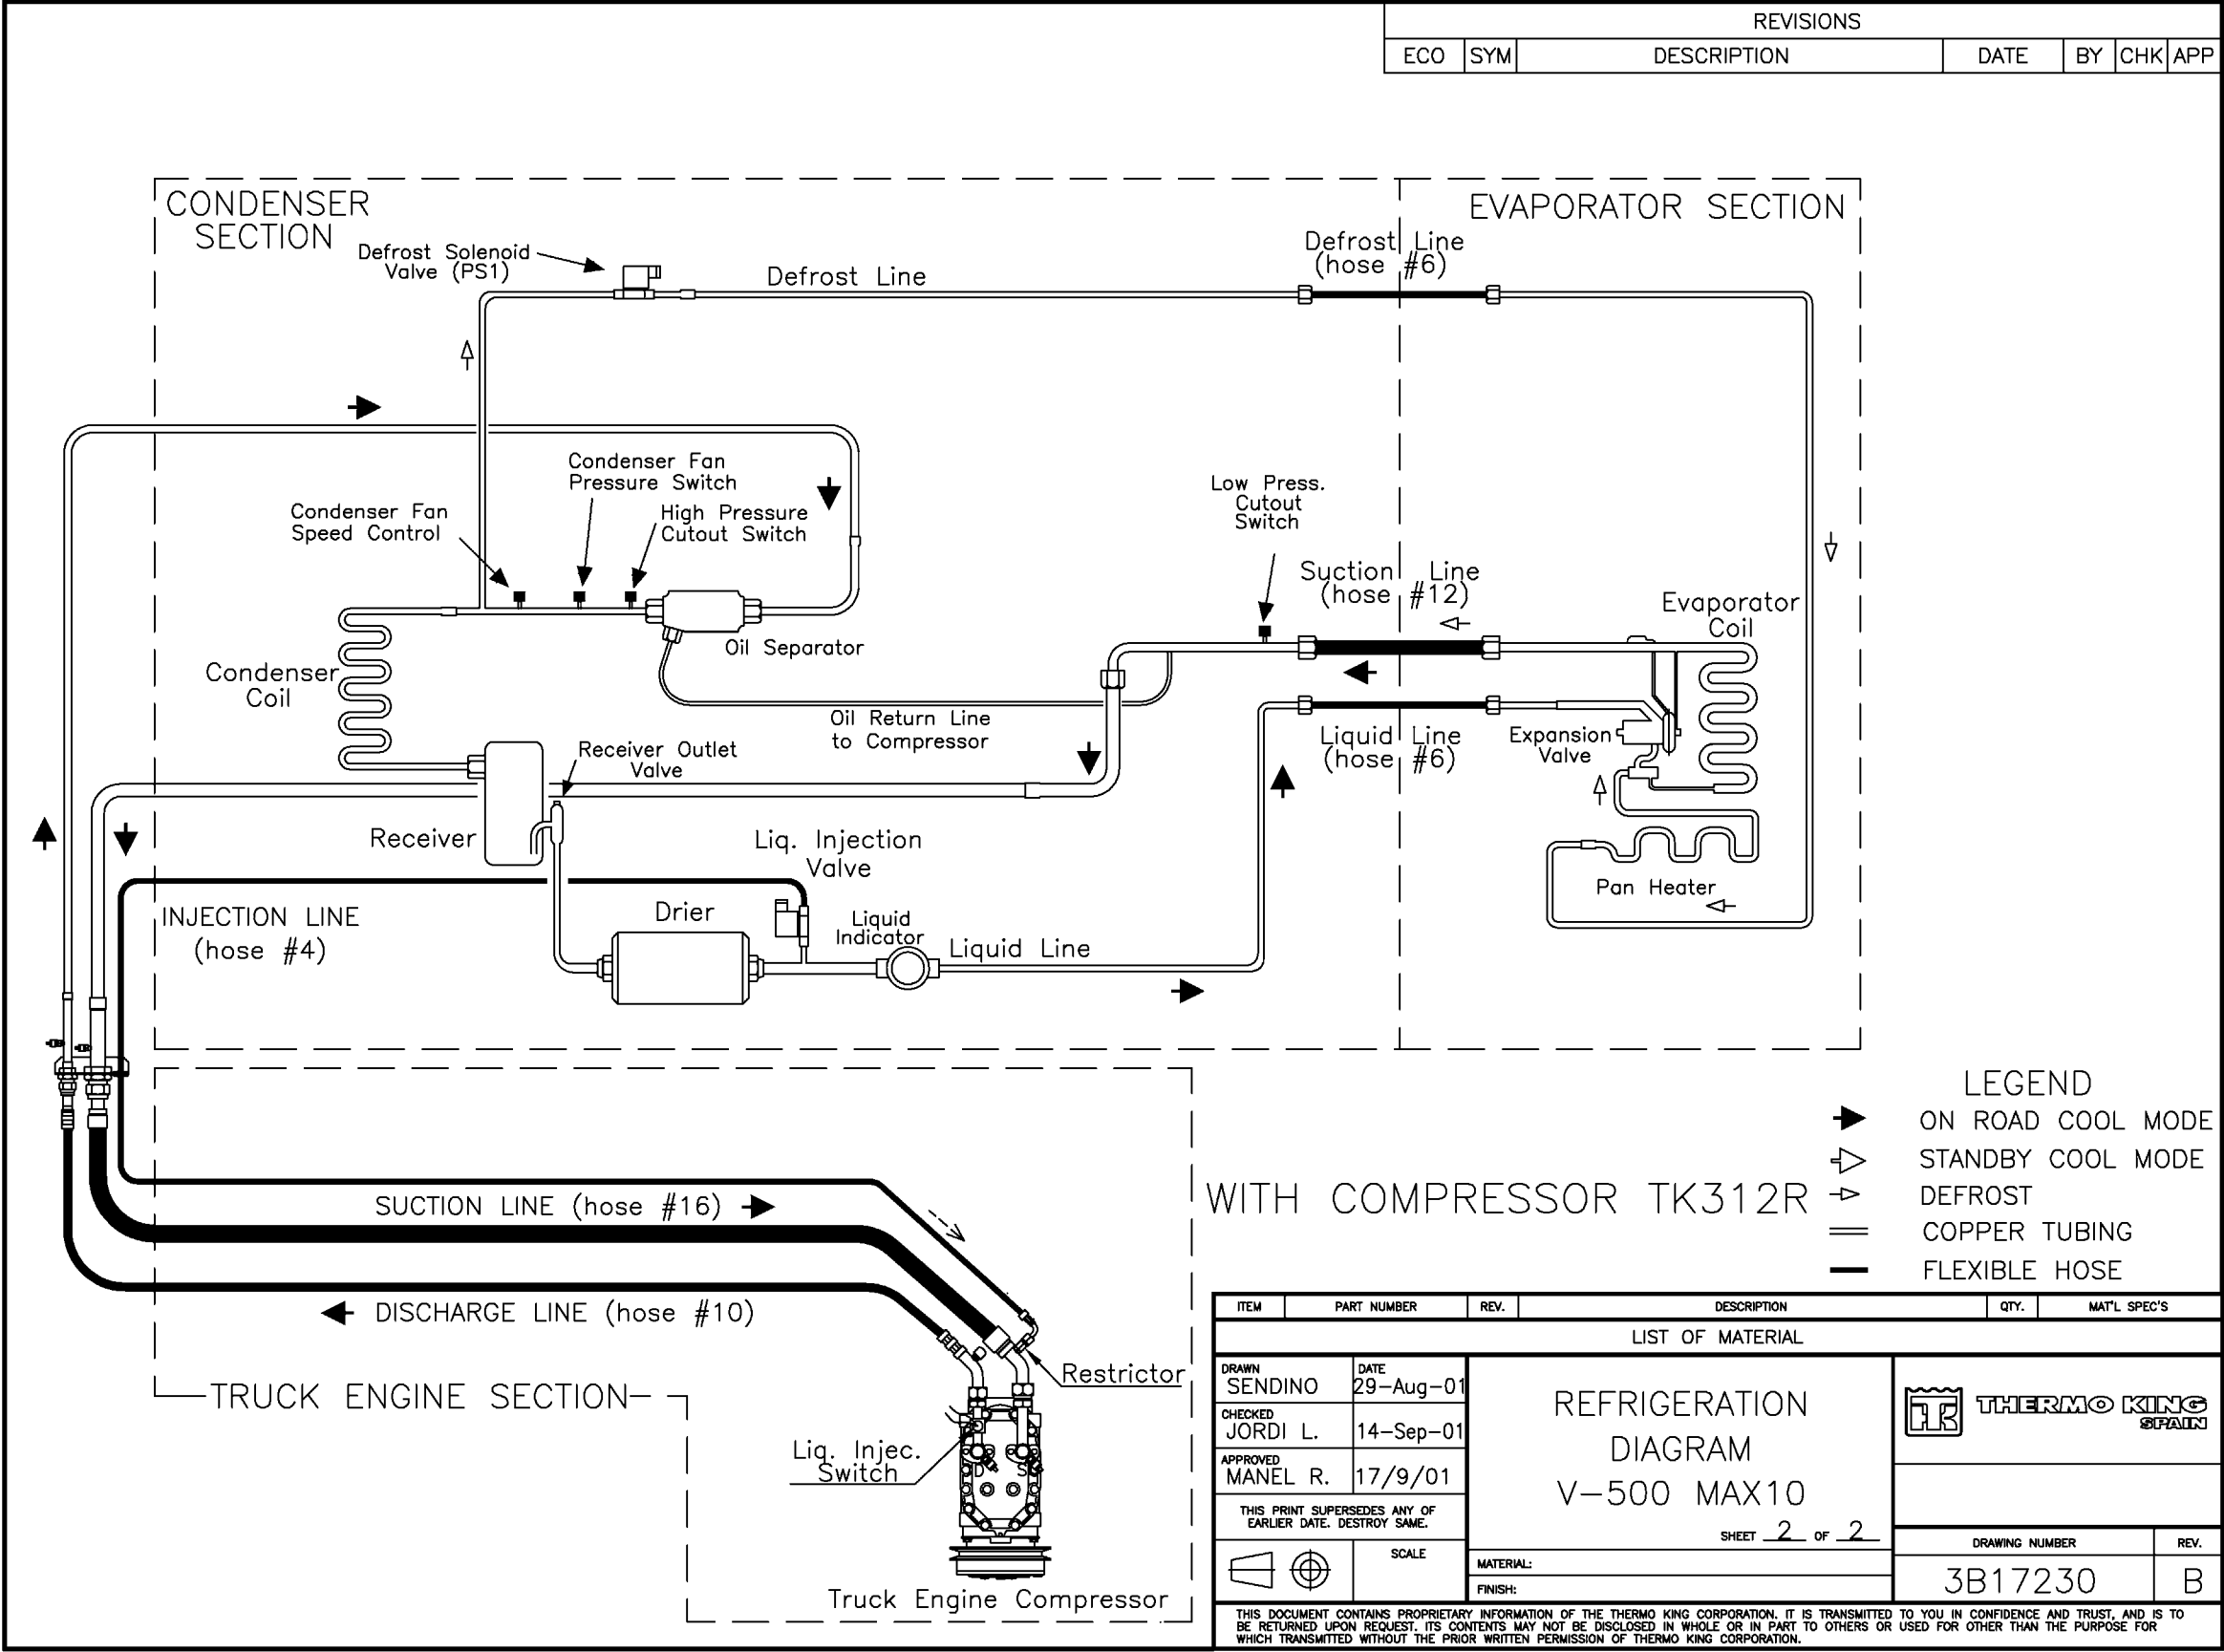 REVISIONS
ECO SYM DESCRIPTION DATE BY CHK APP
CONDENSER
SECTION
EVAPORATOR SECTION
Defrost Solenoid
Valve (PS1)
Defrost Line
Defrost Line
(hose #6)
Condenser Fan
Pressure Switch
Condenser Fan
Speed Control
High Pressure
Cutout Switch
Low Press.
Cutout
Switch
Suction Line
(hose #12)
Evaporator
Coil
Oil Separator
Condenser
Coil
Oil Return Line
to Compressor
Receiver Outlet
Valve
Liquid Line
(hose #6)
Expansion
Valve
Receiver
Liq. Injection
Valve
Pan Heater
INJECTION LINE
(hose #4)
Drier
Liquid
Indicator
Liquid Line
LEGEND
ON ROAD COOL MODE
STANDBY COOL MODE
DEFROST
COPPER TUBING
FLEXIBLE HOSE
WITH COMPRESSOR TK312R
SUCTION LINE (hose #16)
DISCHARGE LINE (hose #10)
Restrictor
TRUCK ENGINE SECTION
Liq. Injec.
Switch
D S
Truck Engine Compressor
ITEM PART NUMBER REV. DESCRIPTION QTY. MAT'L SPEC'S
LIST OF MATERIAL
DRAWN DATE
SENDINO 29-Aug-01
CHECKED
JORDI L. 14-Sep-01
APPROVED
MANEL R. 17/9/01
THIS PRINT SUPERSEDES ANY OF
EARLIER DATE. DESTROY SAME.
SCALE
REFRIGERATION
DIAGRAM
V-500 MAX10
SHEET 2 OF 2
MATERIAL:
FINISH:
TK THERMO KING
SPAIN
DRAWING NUMBER REV.
3B17230 B
THIS DOCUMENT CONTAINS PROPRIETARY INFORMATION OF THE THERMO KING CORPORATION. IT IS TRANSMITTED TO YOU IN CONFIDENCE AND TRUST, AND IS TO
BE RETURNED UPON REQUEST. ITS CONTENTS MAY NOT BE DISCLOSED IN WHOLE OR IN PART TO OTHERS OR USED FOR OTHER THAN THE PURPOSE FOR
WHICH TRANSMITTED WITHOUT THE PRIOR WRITTEN PERMISSION OF THERMO KING CORPORATION.